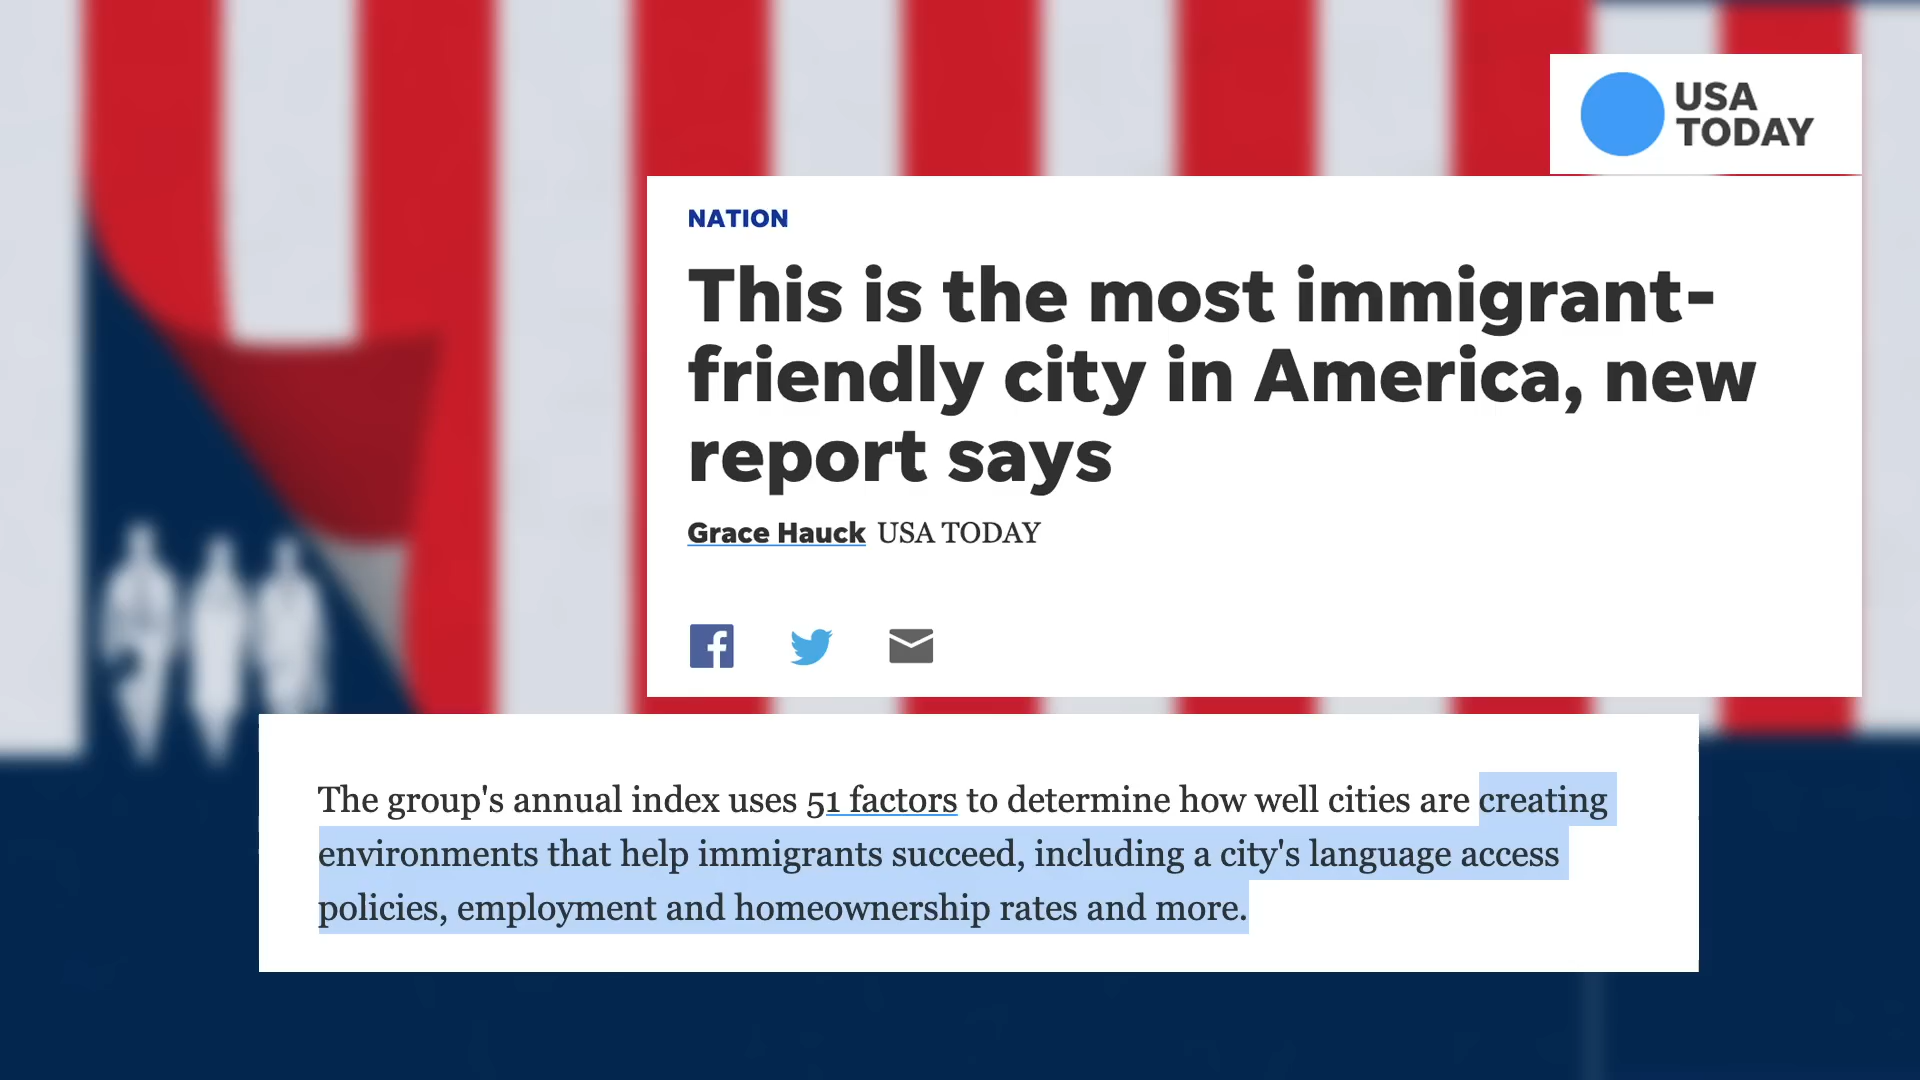 USA
TODAY
NATION
This is the most immigrant-
friendly city in America, new
report says
Grace Hauck USA TODAY
The group's annual index uses 51 factors to determine how well cities are creating
environments that help immigrants succeed, including a city's language access
policies, employment and homeownership rates and more.